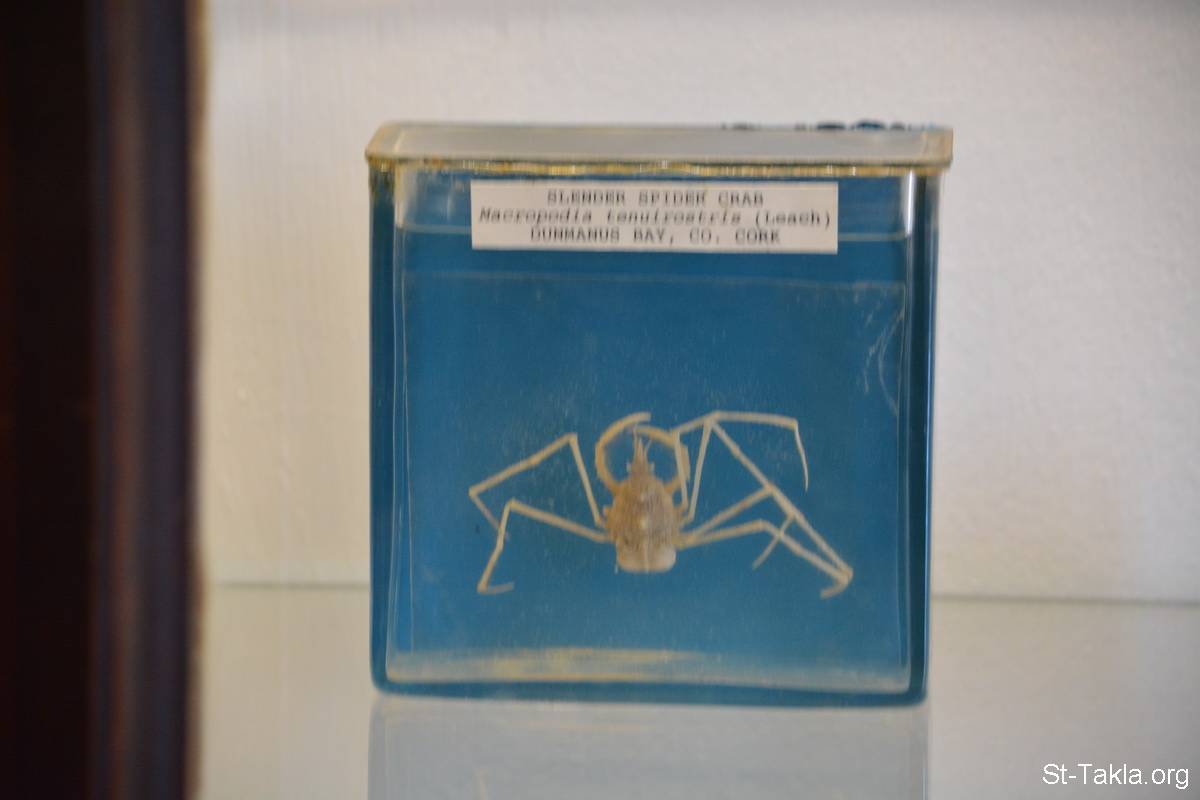 SLENDER SPIDER CRAB
Macropodia tenuirostris (Leach)
DUNMANUS BAY, CO. CORK
St-Takla.org